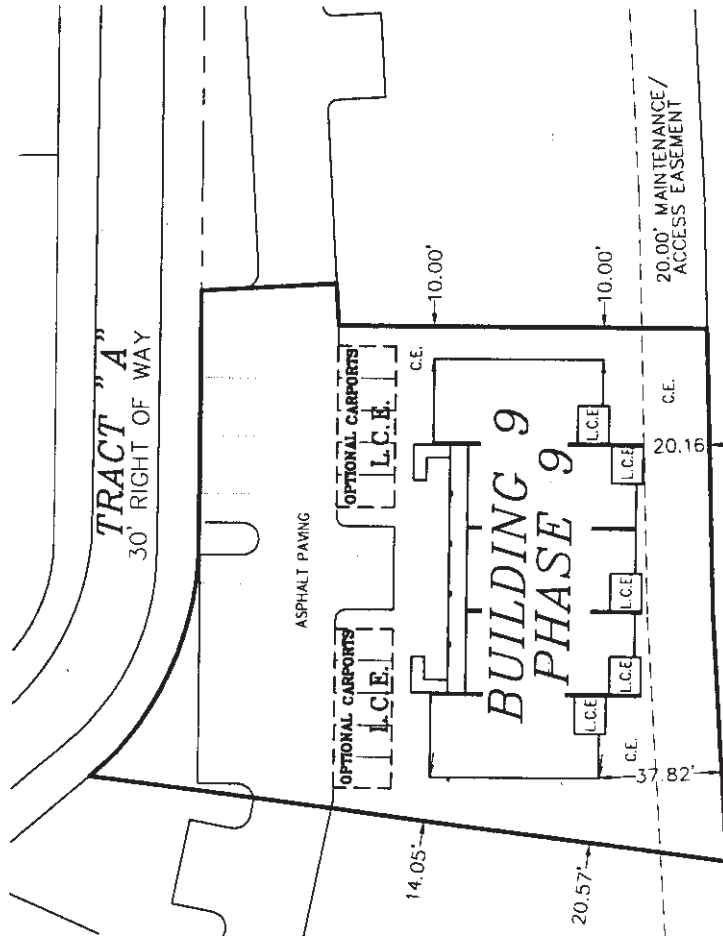 TRACT "A"
30' RIGHT OF WAY
20.00' MAINTENANCE/
ACCESS EASEMENT
ASPHALT PAVING
OPTIONAL CARPORTS
L.C.E.
OPTIONAL CARPORTS
L.C.E.
C.E.
10.00'
10.00'
C.E.
BUILDING 9
PHASE 9
L.C.E
L.C.E
L.C.E
L.C.E
L.C.E
20.16
C.E.
37.82'
14.05'
20.57'